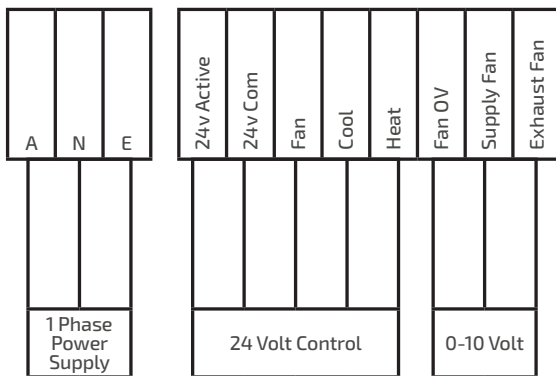 A
N
E
24v Active
24v Com
Fan
Cool
Heat
Fan 0V
Supply Fan
Exhaust Fan
1 Phase
Power
Supply
24 Volt Control
0-10 Volt